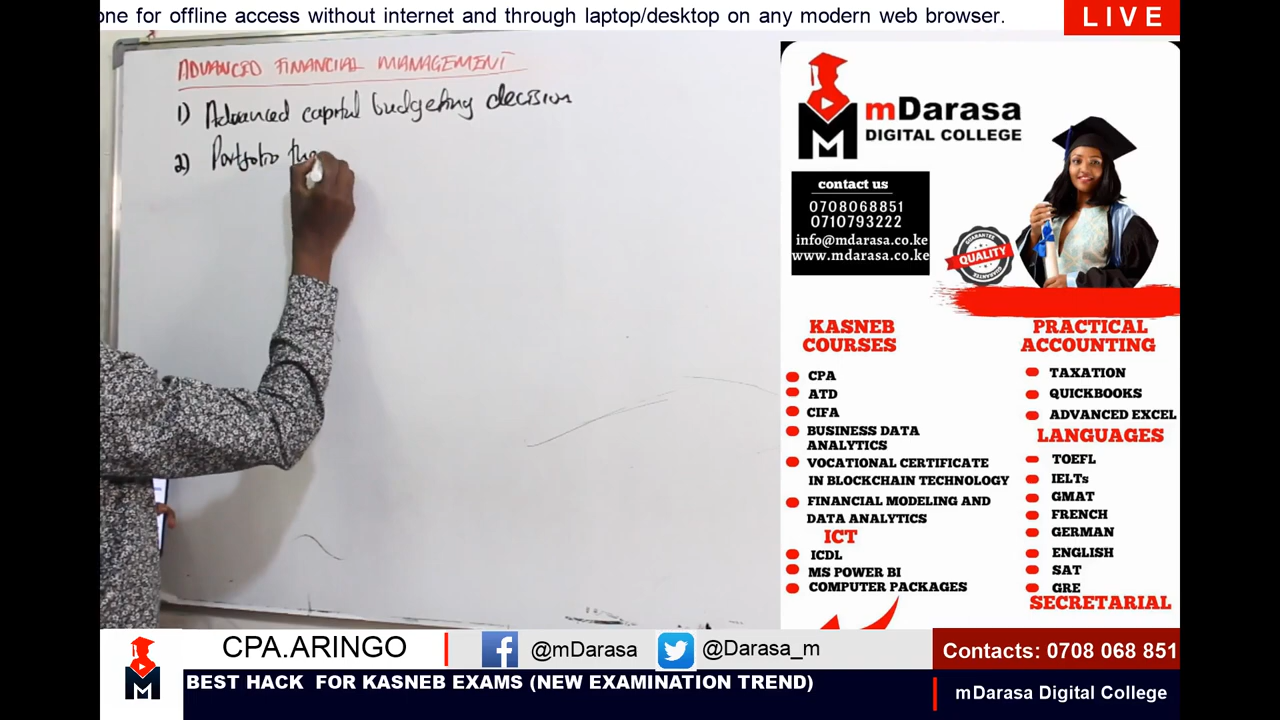 one for offline access without internet and through laptop/desktop on any modern web browser.
LIVE
ADVANCED FINANCIAL MANAGEMENT
1) Advanced capital budgeting decision
2) Portfolio the
mDarasa
DIGITAL COLLEGE
contact us
0708068851
0710793222
info@mdarasa.co.ke
www.mdarasa.co.ke
GUARANTEE
QUALITY
KASNEB
COURSES
CPA
ATD
CIFA
BUSINESS DATA
ANALYTICS
VOCATIONAL CERTIFICATE
IN BLOCKCHAIN TECHNOLOGY
FINANCIAL MODELING AND
DATA ANALYTICS
ICT
ICDL
MS POWER BI
COMPUTER PACKAGES
PRACTICAL
ACCOUNTING
TAXATION
QUICKBOOKS
ADVANCED EXCEL
LANGUAGES
TOEFL
IELTs
GMAT
FRENCH
GERMAN
ENGLISH
SAT
GRE
SECRETARIAL
CPA.ARINGO
@mDarasa
@Darasa_m
Contacts: 0708 068 851
BEST HACK FOR KASNEB EXAMS (NEW EXAMINATION TREND)
mDarasa Digital College